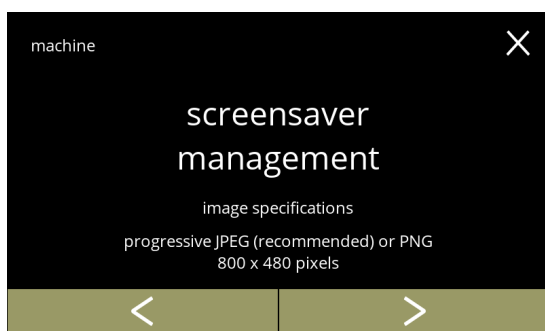 machine
screensaver
management
image specifications
progressive JPEG (recommended) or PNG
800 x 480 pixels